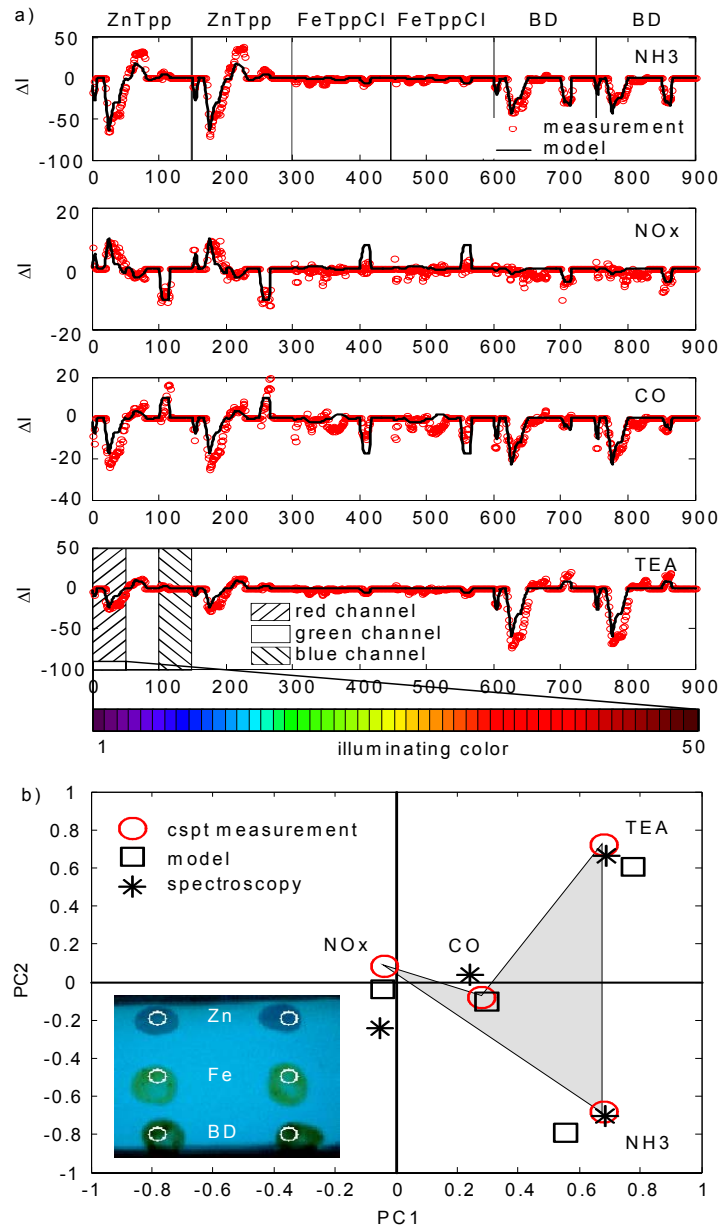 a)
ZnTpp ZnTpp FeTppCl FeTppCl BD BD
50
0
-50
-100
ΔI
NH3
measurement
model
0 100 200 300 400 500 600 700 800 900
20
0
-20
ΔI
NOx
0 100 200 300 400 500 600 700 800 900
20
0
-20
-40
ΔI
CO
0 100 200 300 400 500 600 700 800 900
50
0
-50
-100
ΔI
TEA
red channel
green channel
blue channel
0 100 200 300 400 500 600 700 800 900
1 illuminating color 50
b)
1
0.8
0.6
0.4
0.2
0
-0.2
-0.4
-0.6
-0.8
-1
PC2
cspt measurement
model
spectroscopy
TEA
NOx
CO
NH3
Zn
Fe
BD
-1 -0.8 -0.6 -0.4 -0.2 0 0.2 0.4 0.6 0.8 1
PC1